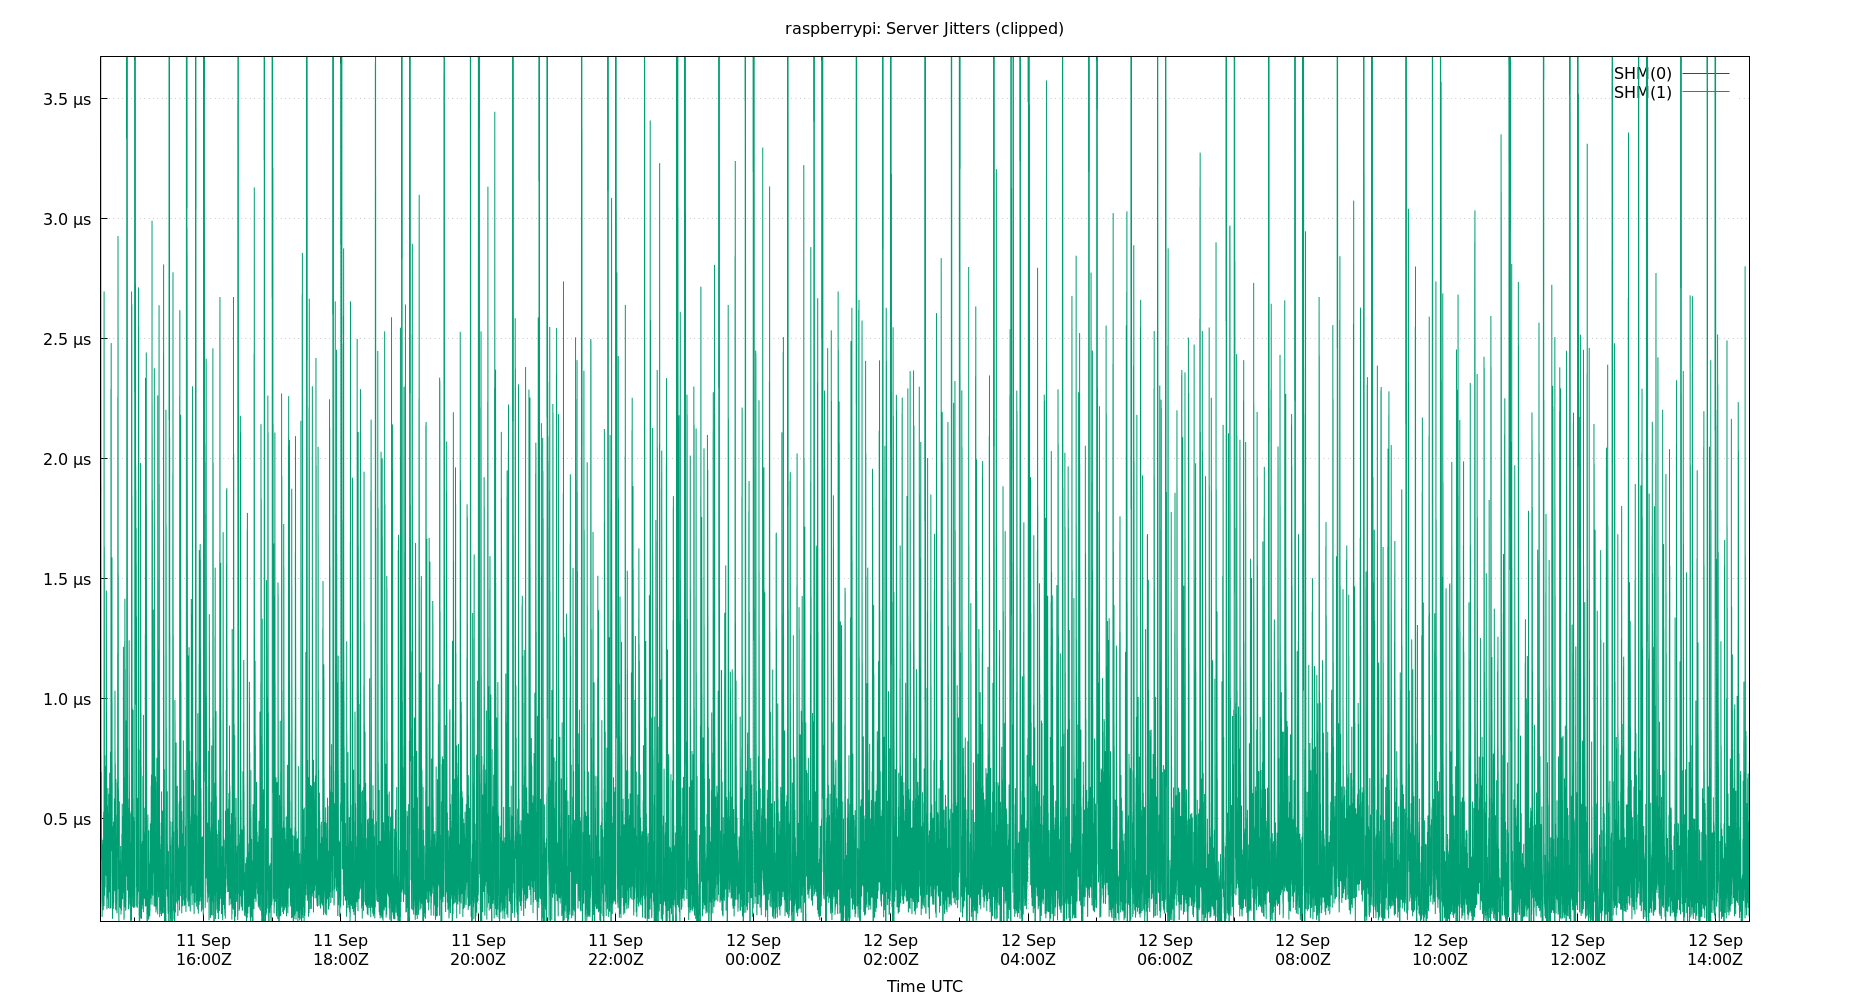 raspberrypi: Server Jitters (clipped)
SHM(0)
SHM(1)
3.5 µs
3.0 µs
2.5 µs
2.0 µs
1.5 µs
1.0 µs
0.5 µs
11 Sep 11 Sep 11 Sep 11 Sep 12 Sep 12 Sep 12 Sep 12 Sep 12 Sep 12 Sep 12 Sep 12 Sep
16:00Z 18:00Z 20:00Z 22:00Z 00:00Z 02:00Z 04:00Z 06:00Z 08:00Z 10:00Z 12:00Z 14:00Z
Time UTC